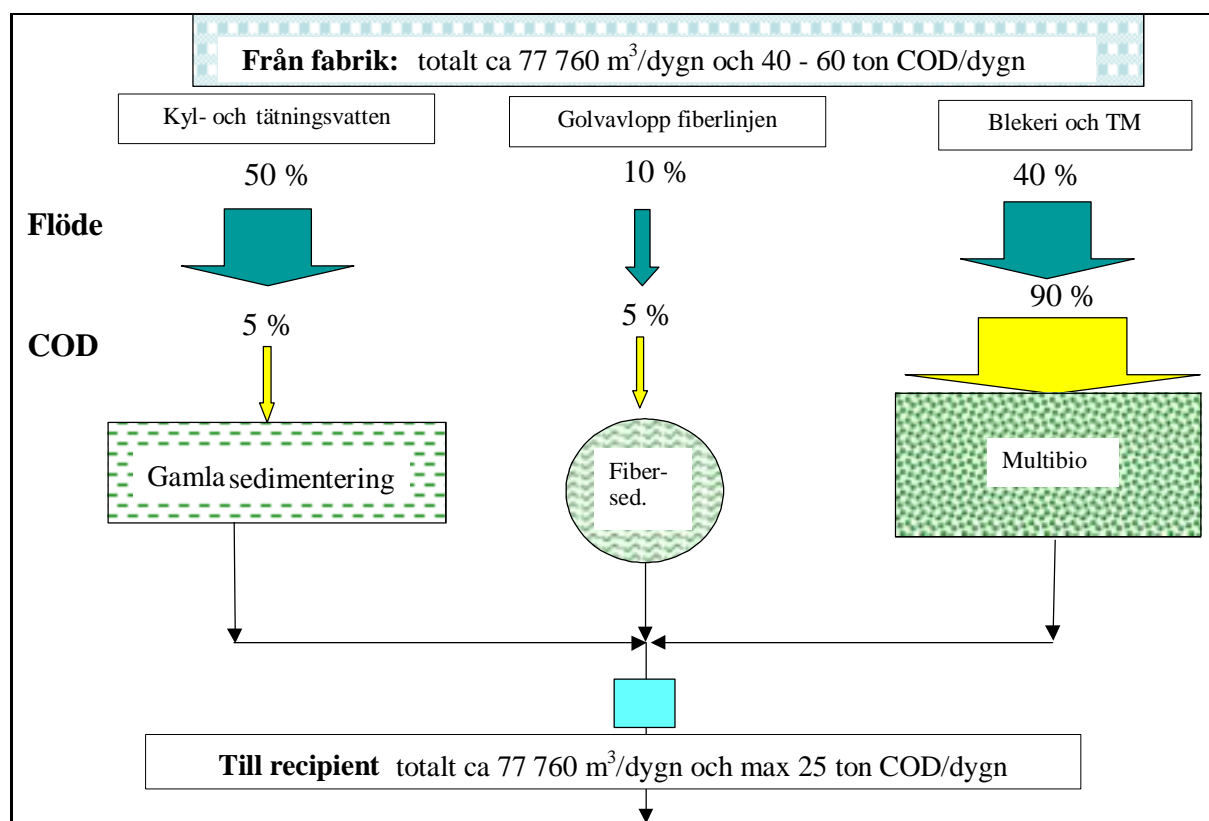 Från fabrik: totalt ca 77 760 m³/dygn och 40 - 60 ton COD/dygn
Kyl- och tätningsvatten
Golvavlopp fiberlinjen
Blekeri och TM
50 %
10 %
40 %
Flöde
5 %
5 %
90 %
COD
Gamla sedimentering
Fiber-
sed.
Multibio
Till recipient totalt ca 77 760 m³/dygn och max 25 ton COD/dygn